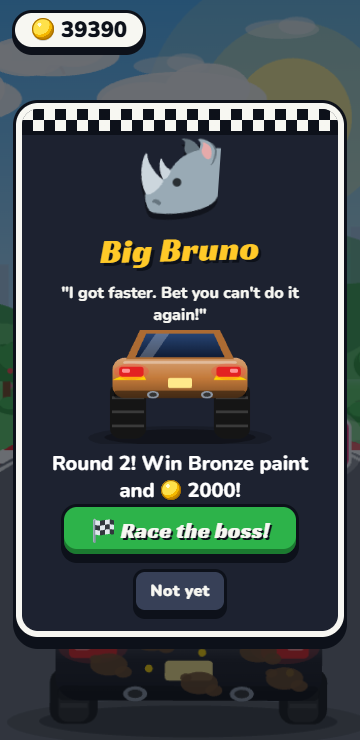 39390
Big Bruno
"I got faster. Bet you can't do it
again!"
Round 2! Win Bronze paint
and 2000!
Race the boss!
Not yet